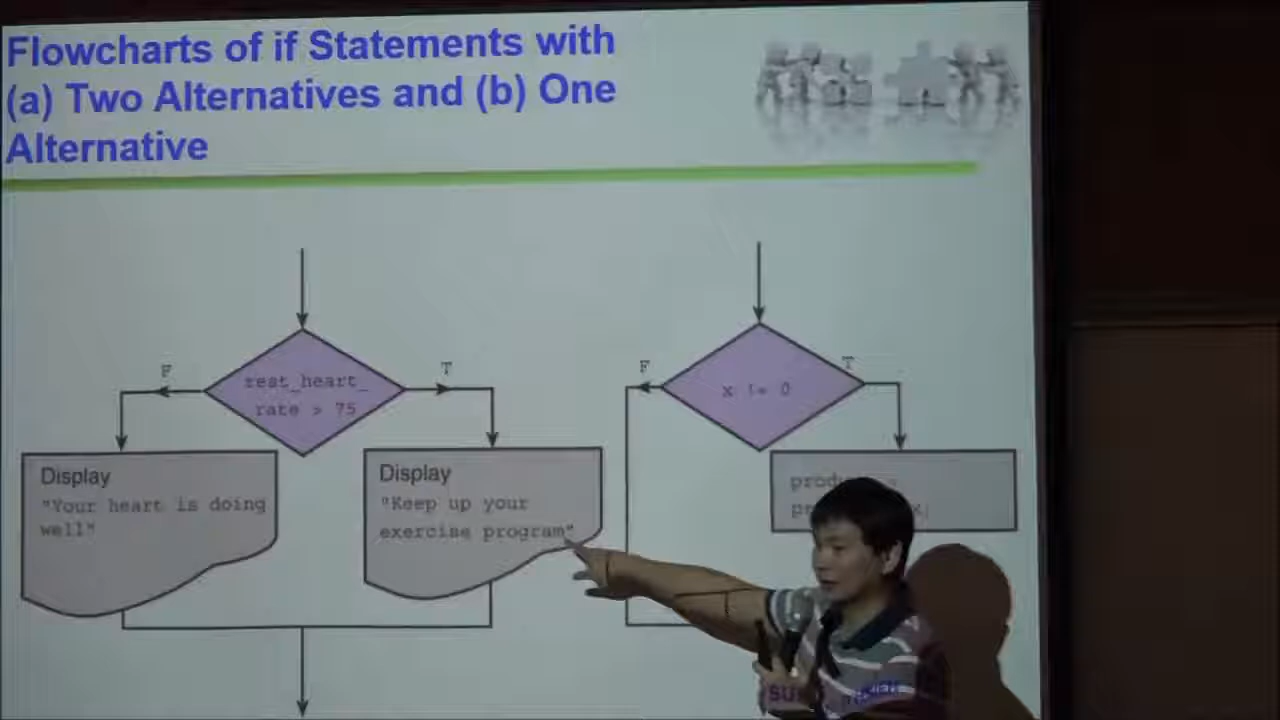 Flowcharts of if Statements with
(a) Two Alternatives and (b) One
Alternative
F
rest_heart_
rate > 75
T
Display
"Your heart is doing
well"
Display
"Keep up your
exercise program"
F
x != 0
T